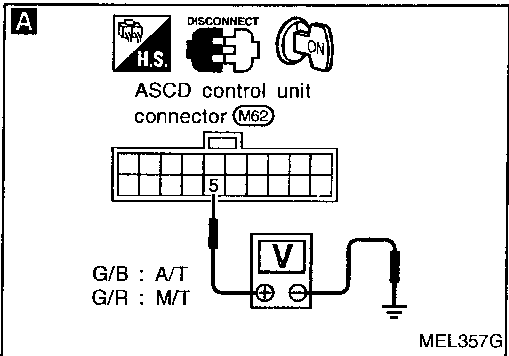 A
DISCONNECT
H.S.
ON
ASCD control unit
connector M62
5
V
G/B : A/T
G/R : M/T
MEL357G